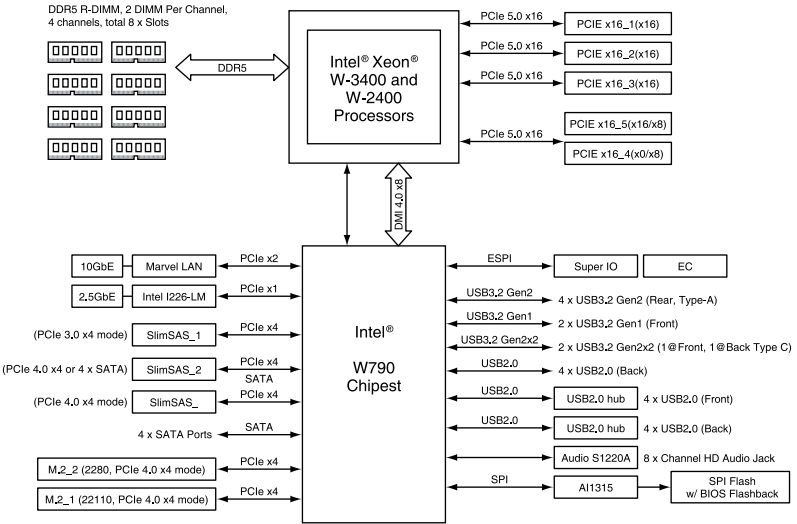 DDR5 R-DIMM, 2 DIMM Per Channel,
4 channels, total 8 x Slots
DDR5
Intel® Xeon®
W-3400 and
W-2400
Processors
PCIe 5.0 x16
PCIE x16_1(x16)
PCIe 5.0 x16
PCIE x16_2(x16)
PCIe 5.0 x16
PCIE x16_3(x16)
PCIe 5.0 x16
PCIE x16_5(x16/x8)
PCIE x16_4(x0/x8)
DMI 4.0 x8
Intel®
W790
Chipest
10GbE
Marvel LAN
PCIe x2
2.5GbE
Intel I226-LM
PCIe x1
(PCIe 3.0 x4 mode)
SlimSAS_1
PCIe x4
(PCIe 4.0 x4 or 4 x SATA)
SlimSAS_2
PCIe x4
SATA
(PCIe 4.0 x4 mode)
SlimSAS_
PCIe x4
4 x SATA Ports
SATA
M.2_2 (2280, PCIe 4.0 x4 mode)
PCIe x4
M.2_1 (22110, PCIe 4.0 x4 mode)
PCIe x4
ESPI
Super IO
EC
USB3.2 Gen2
4 x USB3.2 Gen2 (Rear, Type-A)
USB3.2 Gen1
2 x USB3.2 Gen1 (Front)
USB3.2 Gen2x2
2 x USB3.2 Gen2x2 (1@Front, 1@Back Type C)
USB2.0
4 x USB2.0 (Back)
USB2.0
USB2.0 hub
4 x USB2.0 (Front)
USB2.0
USB2.0 hub
4 x USB2.0 (Back)
Audio S1220A
8 x Channel HD Audio Jack
SPI
AI1315
SPI Flash
w/ BIOS Flashback